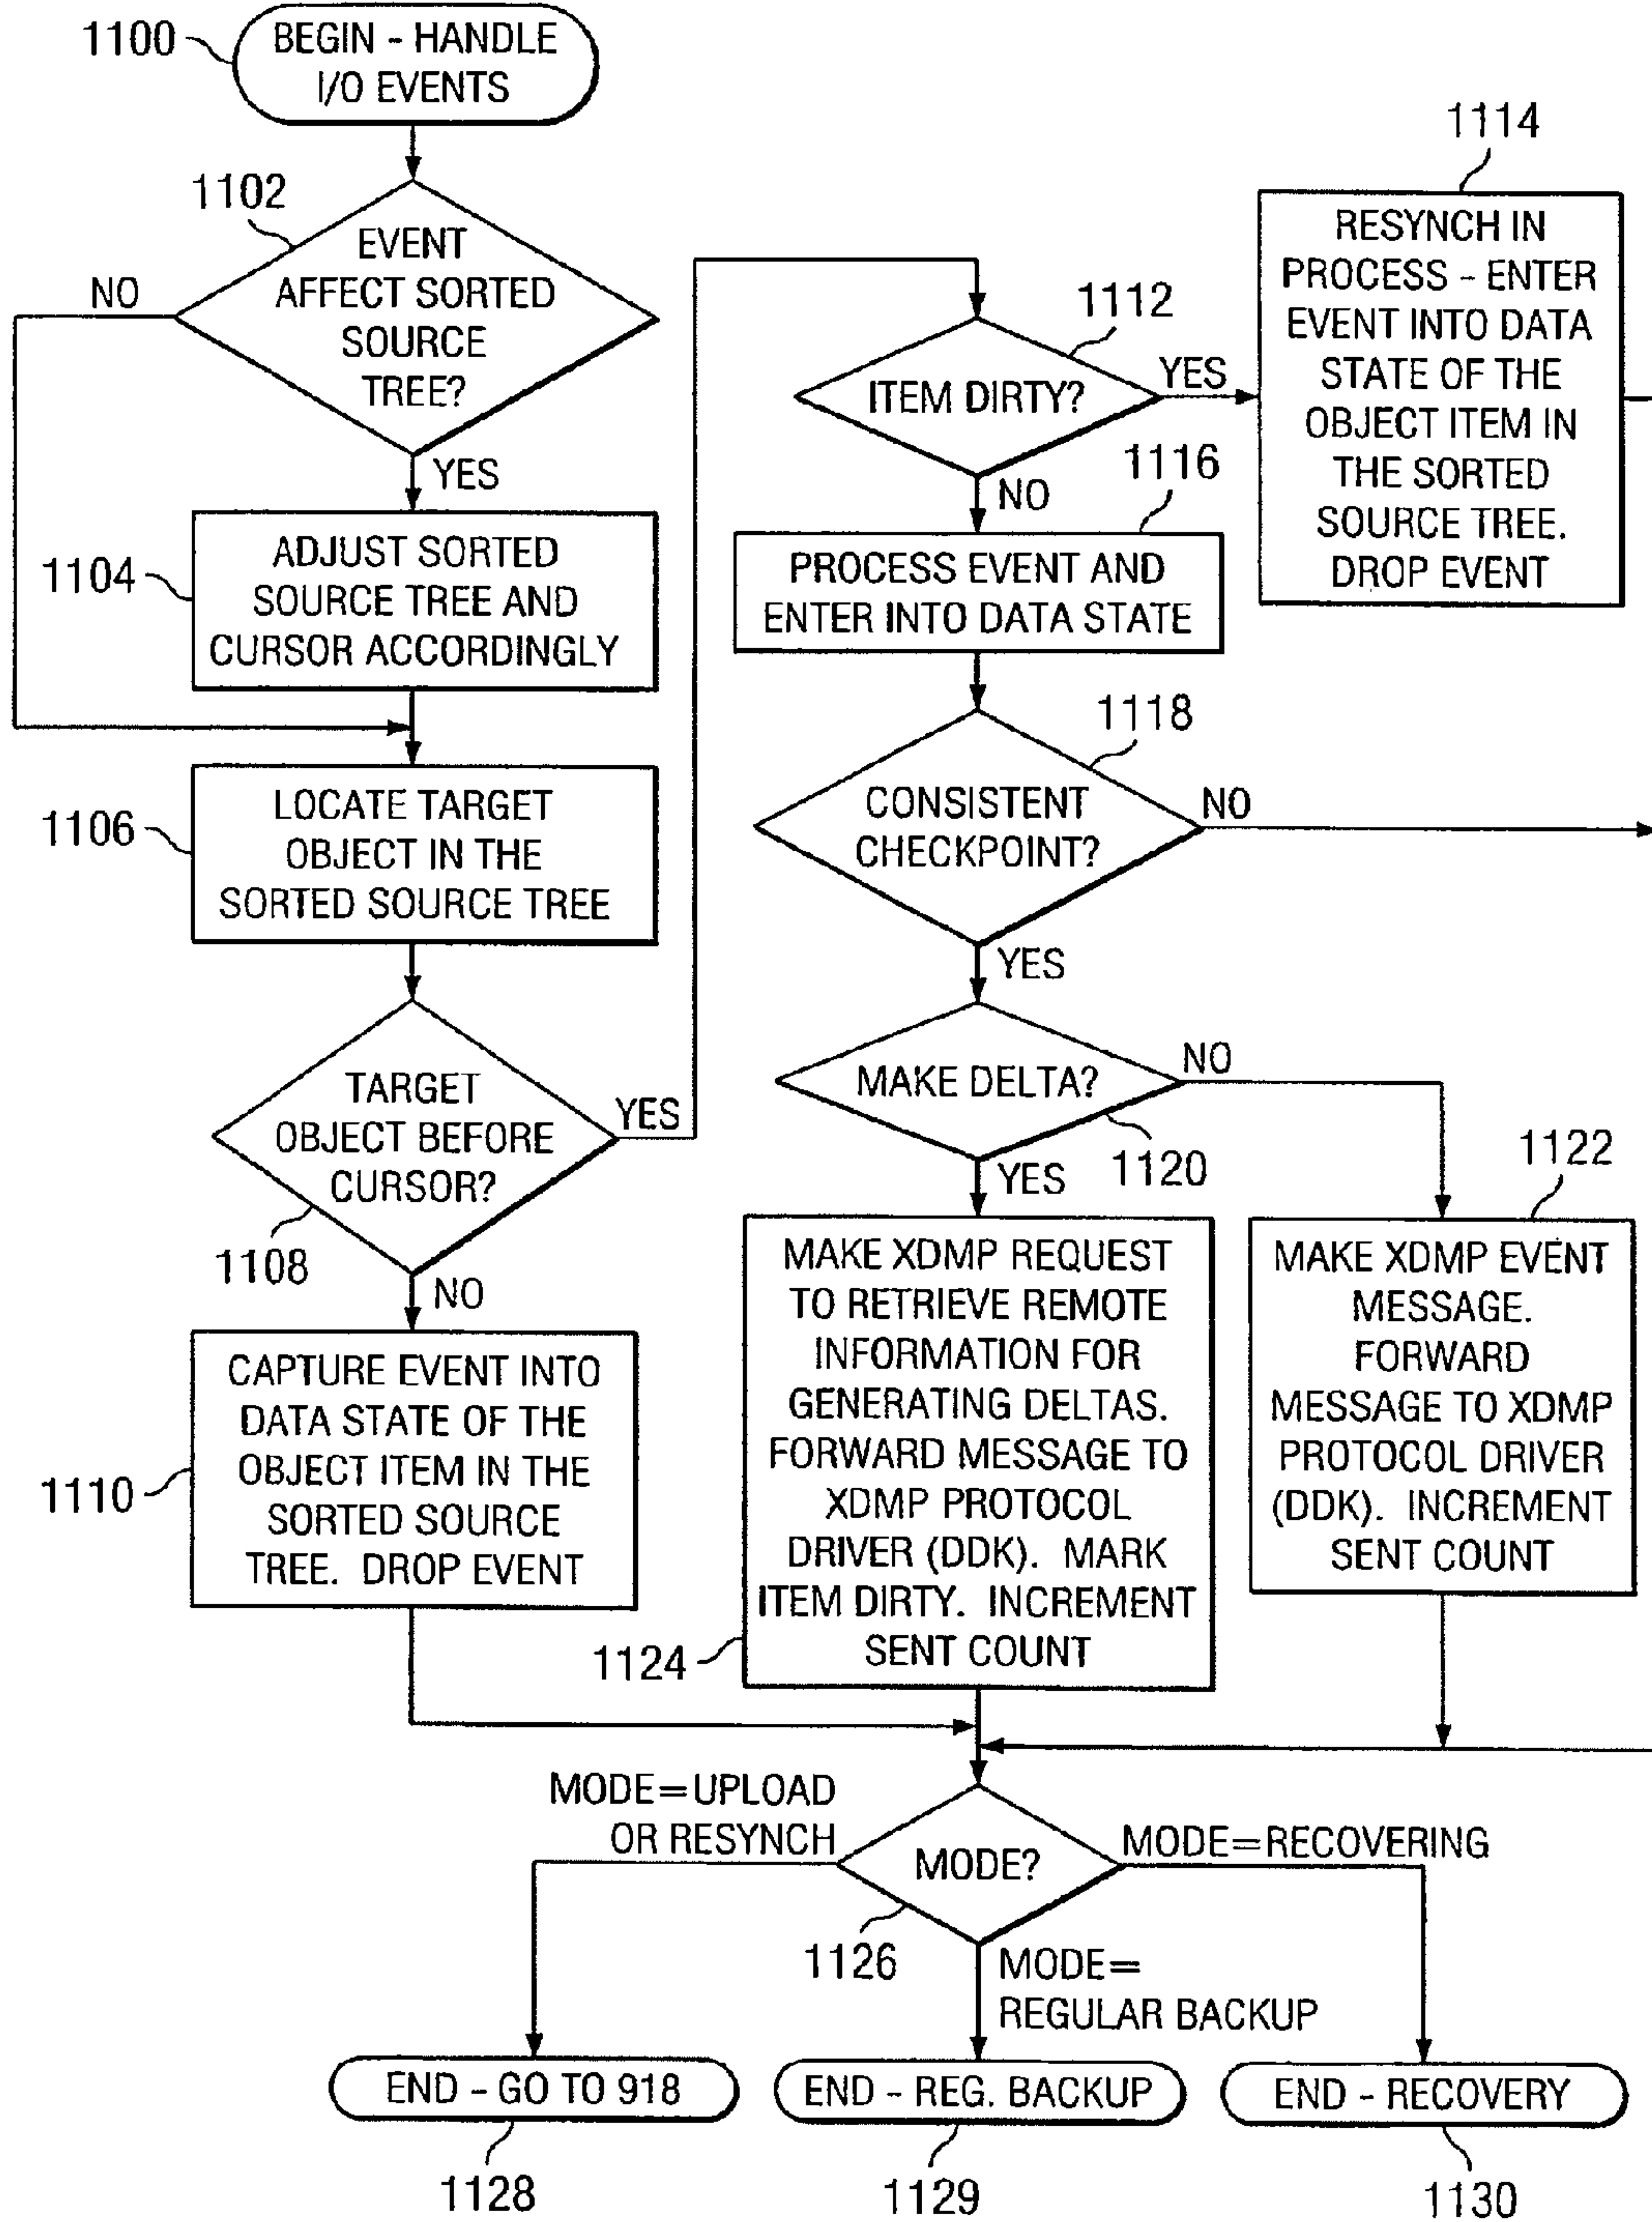 1100
BEGIN - HANDLE
I/O EVENTS
1102
EVENT
AFFECT SORTED
SOURCE
TREE?
NO
YES
1104
ADJUST SORTED
SOURCE TREE AND
CURSOR ACCORDINGLY
1106
LOCATE TARGET
OBJECT IN THE
SORTED SOURCE TREE
TARGET
OBJECT BEFORE
CURSOR?
YES
1108
NO
1110
CAPTURE EVENT INTO
DATA STATE OF THE
OBJECT ITEM IN THE
SORTED SOURCE
TREE. DROP EVENT
1112
ITEM DIRTY?
YES
NO
1114
RESYNCH IN
PROCESS - ENTER
EVENT INTO DATA
STATE OF THE
OBJECT ITEM IN
THE SORTED
SOURCE TREE.
DROP EVENT
1116
PROCESS EVENT AND
ENTER INTO DATA STATE
1118
CONSISTENT
CHECKPOINT?
NO
YES
MAKE DELTA?
NO
1120
YES
1122
MAKE XDMP EVENT
MESSAGE.
FORWARD
MESSAGE TO XDMP
PROTOCOL DRIVER
(DDK). INCREMENT
SENT COUNT
MAKE XDMP REQUEST
TO RETRIEVE REMOTE
INFORMATION FOR
GENERATING DELTAS.
FORWARD MESSAGE TO
XDMP PROTOCOL
DRIVER (DDK). MARK
ITEM DIRTY. INCREMENT
SENT COUNT
1124
MODE=UPLOAD
OR RESYNCH
MODE?
MODE=RECOVERING
1126
MODE=
REGULAR BACKUP
END - GO TO 918
END - REG. BACKUP
END - RECOVERY
1128
1129
1130